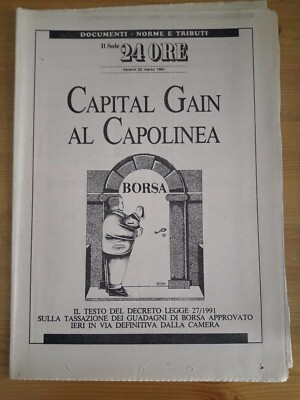 DOCUMENTI - NORME E TRIBUTI
Il Sole
24 ORE
Venerdì 22 marzo 1991
CAPITAL GAIN
AL CAPOLINEA
BORSA
IL TESTO DEL DECRETO LEGGE 27/1991
SULLA TASSAZIONE DEI GUADAGNI DI BORSA APPROVATO
IERI IN VIA DEFINITIVA DALLA CAMERA